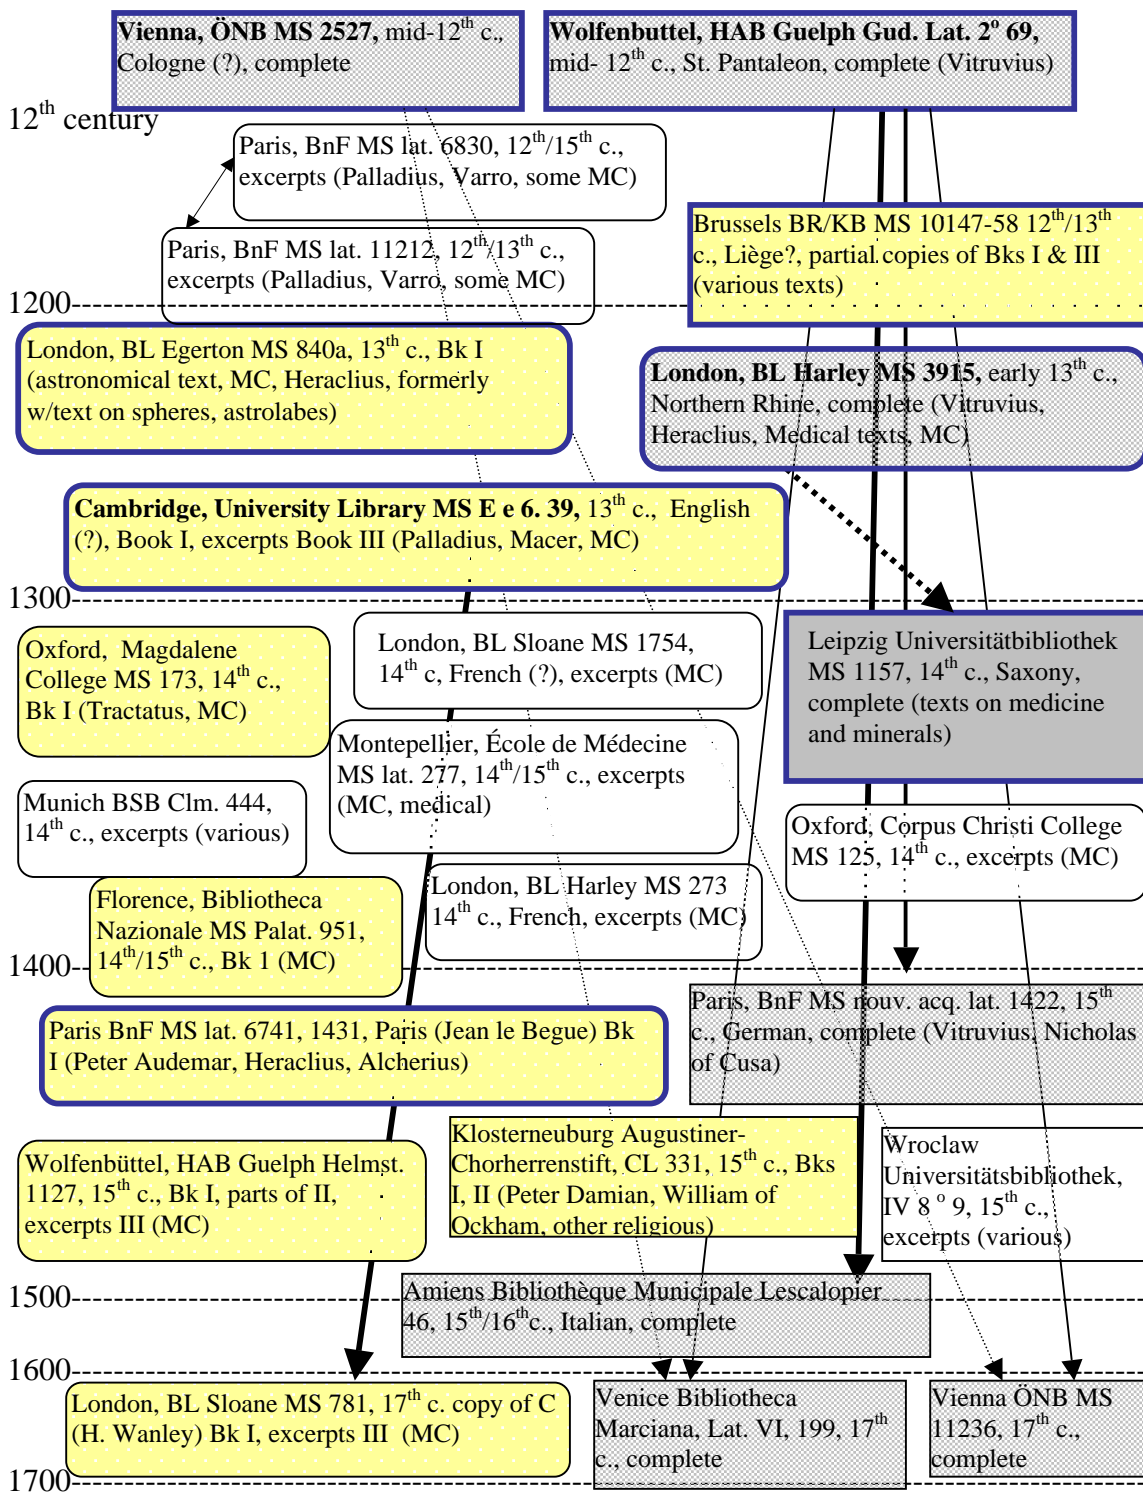 Vienna, ÖNB MS 2527, mid-12th c.,
Cologne (?), complete
Wolfenbuttel, HAB Guelph Gud. Lat. 2o 69,
mid- 12th c., St. Pantaleon, complete (Vitruvius)
12th century
Paris, BnF MS lat. 6830, 12th/15th c.,
excerpts (Palladius, Varro, some MC)
Paris, BnF MS lat. 11212, 12th/13th c.,
excerpts (Palladius, Varro, some MC)
Brussels BR/KB MS 10147-58 12th/13th
c., Liège?, partial copies of Bks I & III
(various texts)
1200
London, BL Egerton MS 840a, 13th c., Bk I
(astronomical text, MC, Heraclius, formerly
w/text on spheres, astrolabes)
London, BL Harley MS 3915, early 13th c.,
Northern Rhine, complete (Vitruvius,
Heraclius, Medical texts, MC)
Cambridge, University Library MS E e 6. 39, 13th c., English
(?), Book I, excerpts Book III (Palladius, Macer, MC)
1300
Oxford, Magdalene
College MS 173, 14th c.,
Bk I (Tractatus, MC)
London, BL Sloane MS 1754,
14th c, French (?), excerpts (MC)
Leipzig Universitätbibliothek
MS 1157, 14th c., Saxony,
complete (texts on medicine
and minerals)
Montepellier, École de Médecine
MS lat. 277, 14th/15th c., excerpts
(MC, medical)
Munich BSB Clm. 444,
14th c., excerpts (various)
Oxford, Corpus Christi College
MS 125, 14th c., excerpts (MC)
London, BL Harley MS 273
14th c., French, excerpts (MC)
Florence, Bibliotheca
Nazionale MS Palat. 951,
14th/15th c., Bk 1 (MC)
1400
Paris, BnF MS nouv. acq. lat. 1422, 15th
c., German, complete (Vitruvius, Nicholas
of Cusa)
Paris BnF MS lat. 6741, 1431, Paris (Jean le Begue) Bk
I (Peter Audemar, Heraclius, Alcherius)
Klosterneuburg Augustiner-
Chorherrenstift, CL 331, 15th c., Bks
I, II (Peter Damian, William of
Ockham, other religious)
Wroclaw
Universitätsbibliothek,
IV 8 o 9, 15th c.,
excerpts (various)
Wolfenbüttel, HAB Guelph Helmst.
1127, 15th c., Bk I, parts of II,
excerpts III (MC)
1500
Amiens Bibliothèque Municipale Lescalopier
46, 15th/16th c., Italian, complete
1600
London, BL Sloane MS 781, 17th c. copy of C
(H. Wanley) Bk I, excerpts III (MC)
Venice Bibliotheca
Marciana, Lat. VI, 199, 17th
c., complete
Vienna ÖNB MS
11236, 17th c.,
complete
1700